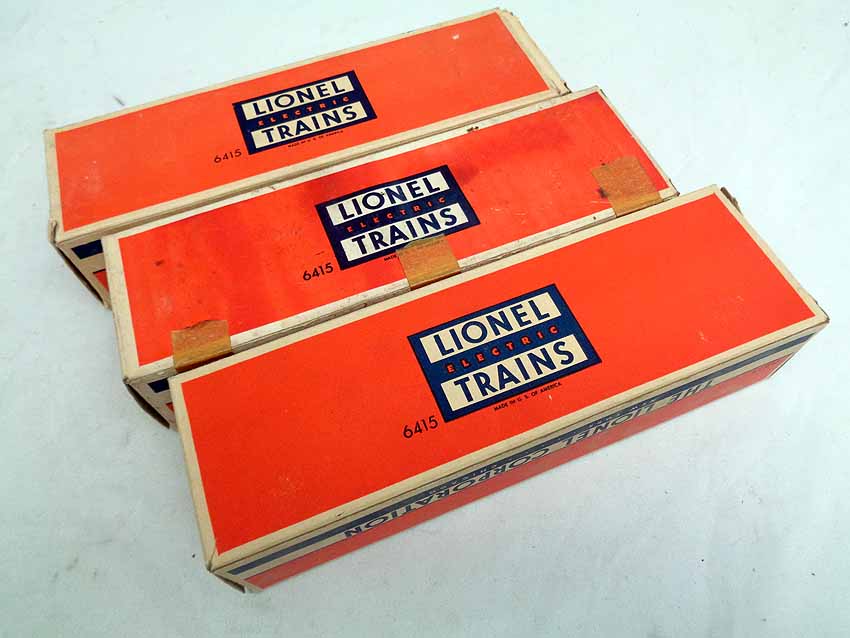 LIONEL
ELECTRIC
TRAINS
MADE IN U. S. OF AMERICA
6415
LIONEL
ELECTRIC
TRAINS
MADE
6415
LIONEL
ELECTRIC
TRAINS
MADE IN U. S. OF AMERICA
6415
THE LIONEL CORPORATION